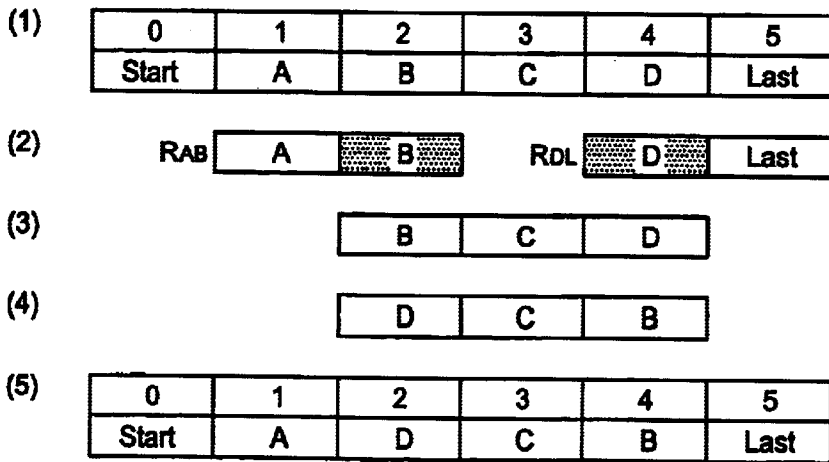 (1) 0 1 2 3 4 5
Start A B C D Last
(2) RAB A B RDL D Last
(3) B C D
(4) D C B
(5) 0 1 2 3 4 5
Start A D C B Last